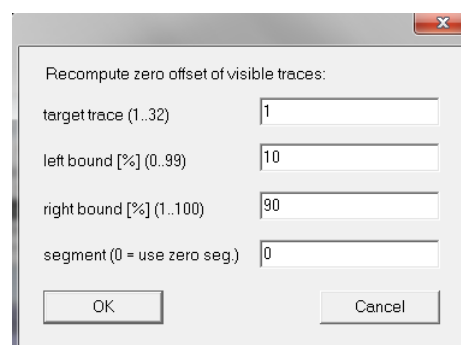 Recompute zero offset of visible traces:
target trace (1..32) 1
left bound [%] (0..99) 10
right bound [%] (1..100) 90
segment (0 = use zero seg.) 0
OK Cancel